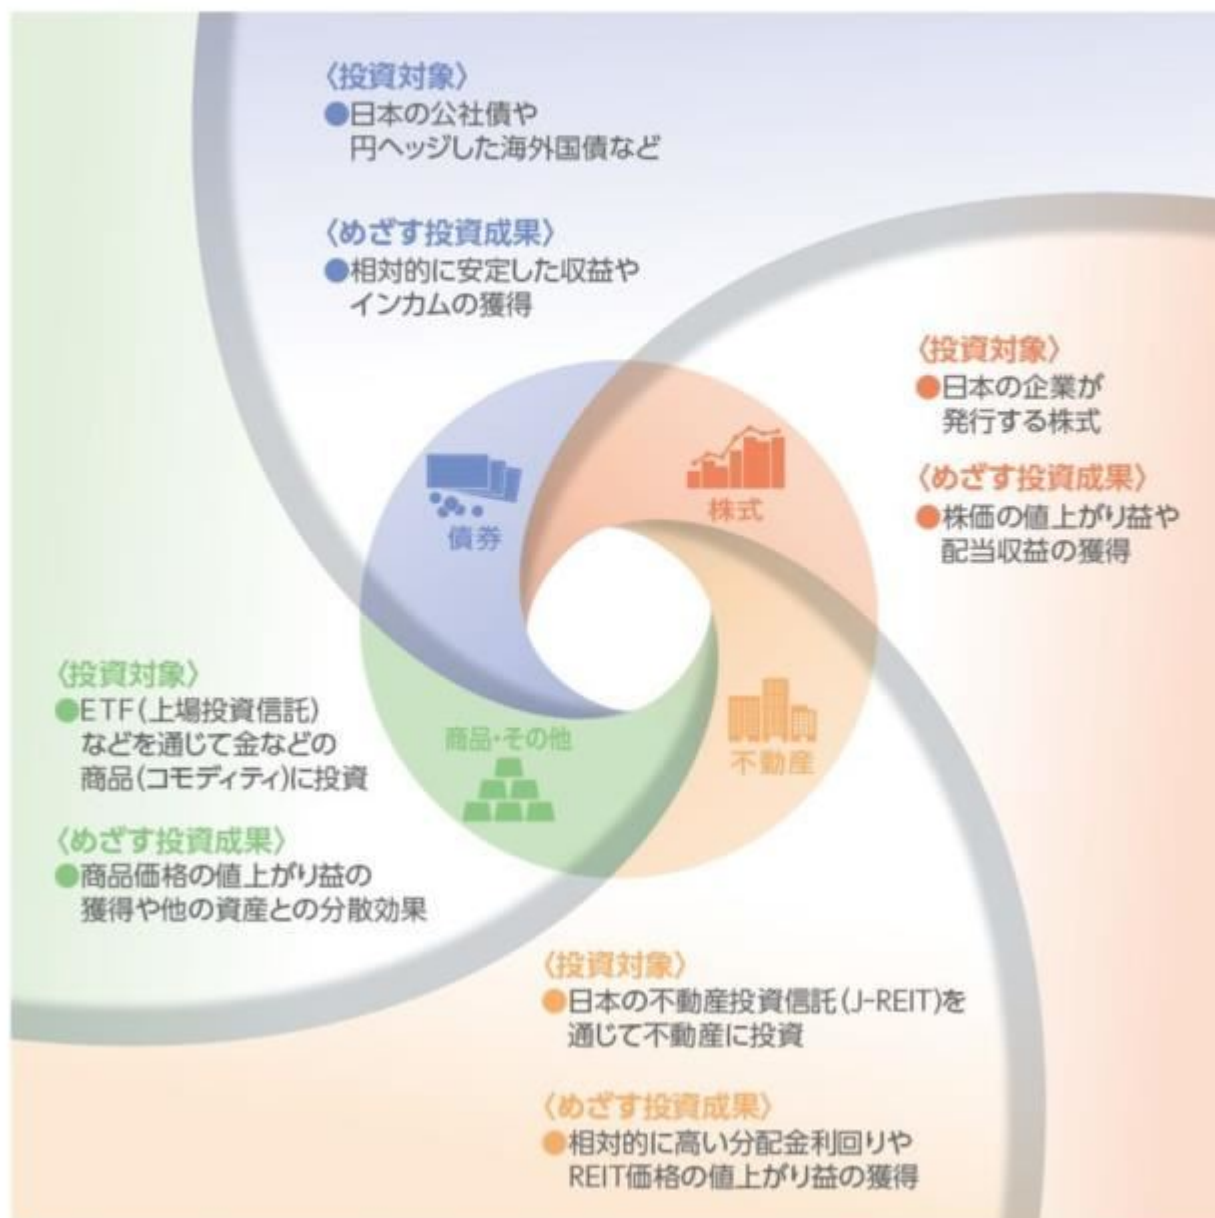 〈投資対象〉
●日本の公社債や
円ヘッジした海外国債など
〈めざす投資成果〉
●相対的に安定した収益や
インカムの獲得
〈投資対象〉
●日本の企業が
発行する株式
〈めざす投資成果〉
●株価の値上がり益や
配当収益の獲得
債券
株式
商品・その他
不動産
〈投資対象〉
●ETF(上場投資信託)
などを通じて金などの
商品(コモディティ)に投資
〈めざす投資成果〉
●商品価格の値上がり益の
獲得や他の資産との分散効果
〈投資対象〉
●日本の不動産投資信託(J-REIT)を
通じて不動産に投資
〈めざす投資成果〉
●相対的に高い分配金利回りや
REIT価格の値上がり益の獲得